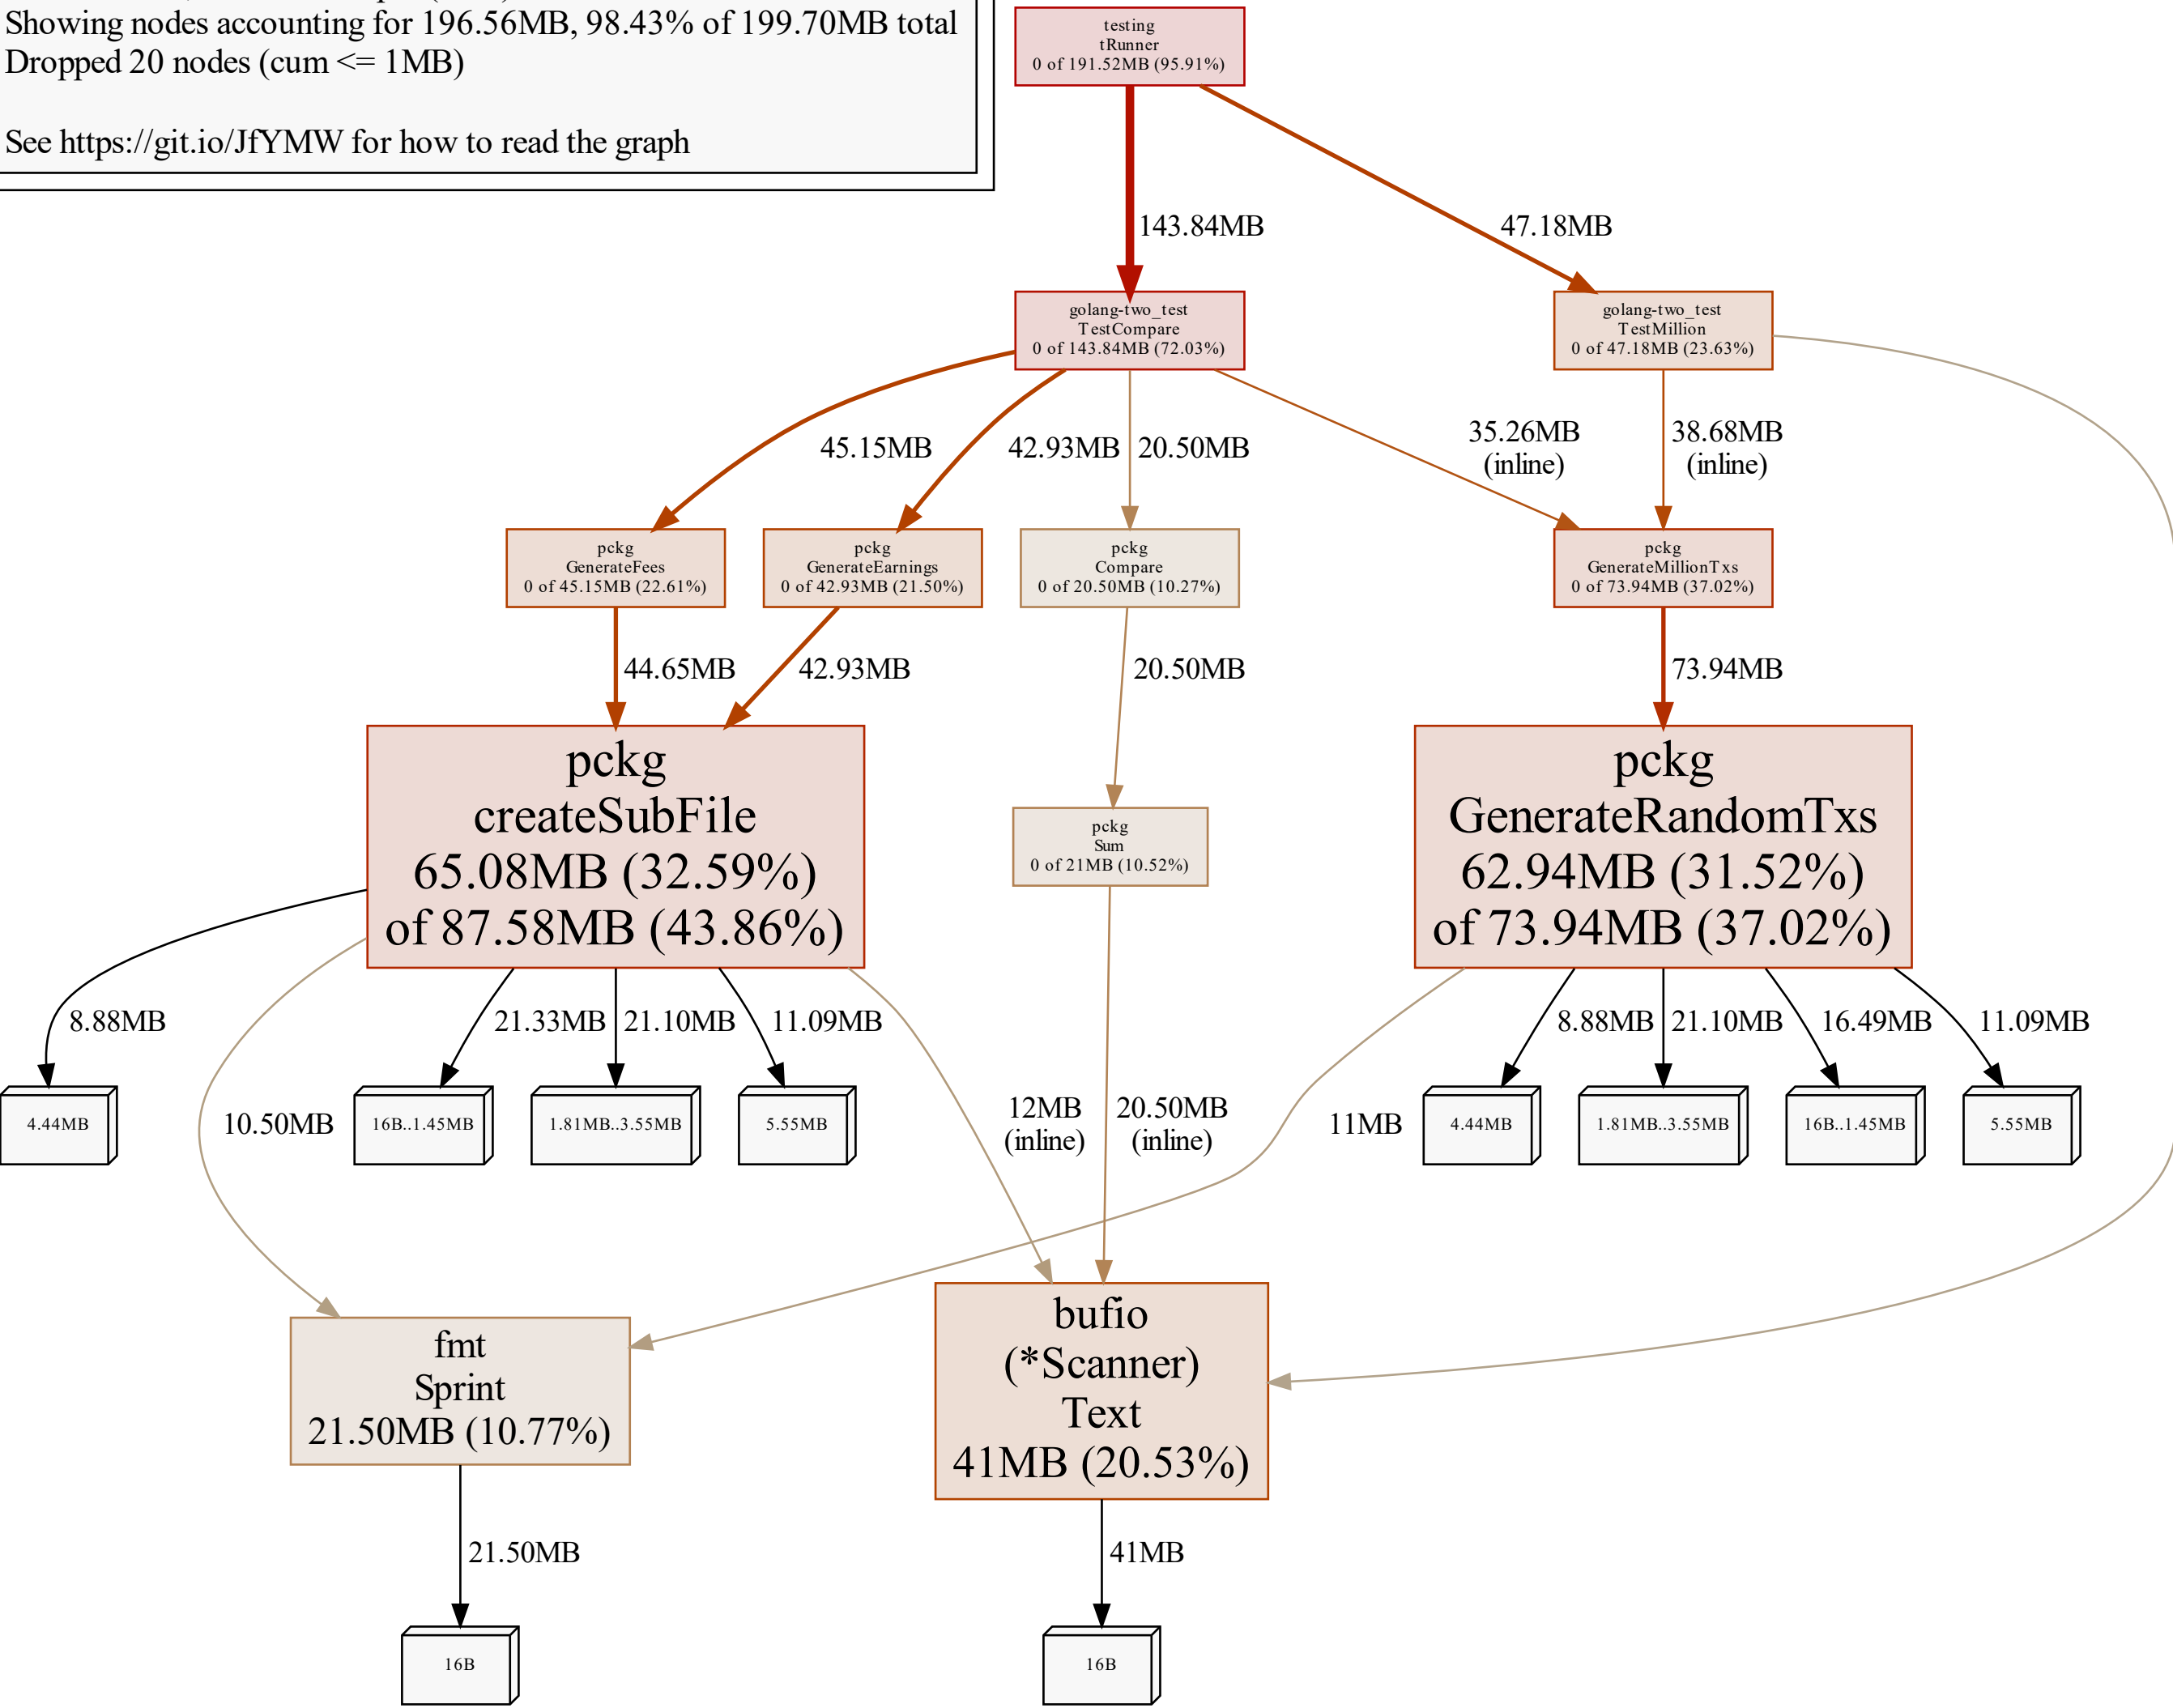 Showing nodes accounting for 196.56MB, 98.43% of 199.70MB total
Dropped 20 nodes (cum <= 1MB)
See https://git.io/JfYMW for how to read the graph
testing
tRunner
0 of 191.52MB (95.91%)
143.84MB
47.18MB
golang-two_test
TestCompare
0 of 143.84MB (72.03%)
golang-two_test
TestMillion
0 of 47.18MB (23.63%)
45.15MB
42.93MB
20.50MB
35.26MB
(inline)
38.68MB
(inline)
pckg
GenerateFees
0 of 45.15MB (22.61%)
pckg
GenerateEarnings
0 of 42.93MB (21.50%)
pckg
Compare
0 of 20.50MB (10.27%)
pckg
GenerateMillionTxs
0 of 73.94MB (37.02%)
44.65MB
42.93MB
20.50MB
73.94MB
pckg
createSubFile
65.08MB (32.59%)
of 87.58MB (43.86%)
pckg
Sum
0 of 21MB (10.52%)
pckg
GenerateRandomTxs
62.94MB (31.52%)
of 73.94MB (37.02%)
8.88MB
21.33MB
21.10MB
11.09MB
8.88MB
21.10MB
16.49MB
11.09MB
4.44MB
10.50MB
16B..1.45MB
1.81MB..3.55MB
5.55MB
12MB
(inline)
20.50MB
(inline)
11MB
4.44MB
1.81MB..3.55MB
16B..1.45MB
5.55MB
fmt
Sprint
21.50MB (10.77%)
bufio
(*Scanner)
Text
41MB (20.53%)
21.50MB
41MB
16B
16B